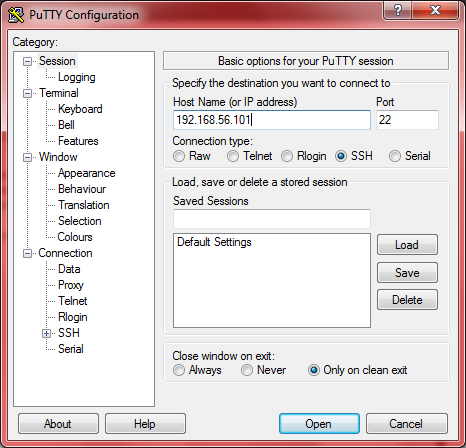 PuTTY Configuration
Category:
Session
Logging
Terminal
Keyboard
Bell
Features
Window
Appearance
Behaviour
Translation
Selection
Colours
Connection
Data
Proxy
Telnet
Rlogin
SSH
Serial
Basic options for your PuTTY session
Specify the destination you want to connect to
Host Name (or IP address) Port
192.168.56.101 22
Connection type:
Raw Telnet Rlogin SSH Serial
Load, save or delete a stored session
Saved Sessions
Default Settings
Load
Save
Delete
Close window on exit:
Always Never Only on clean exit
About Help Open Cancel